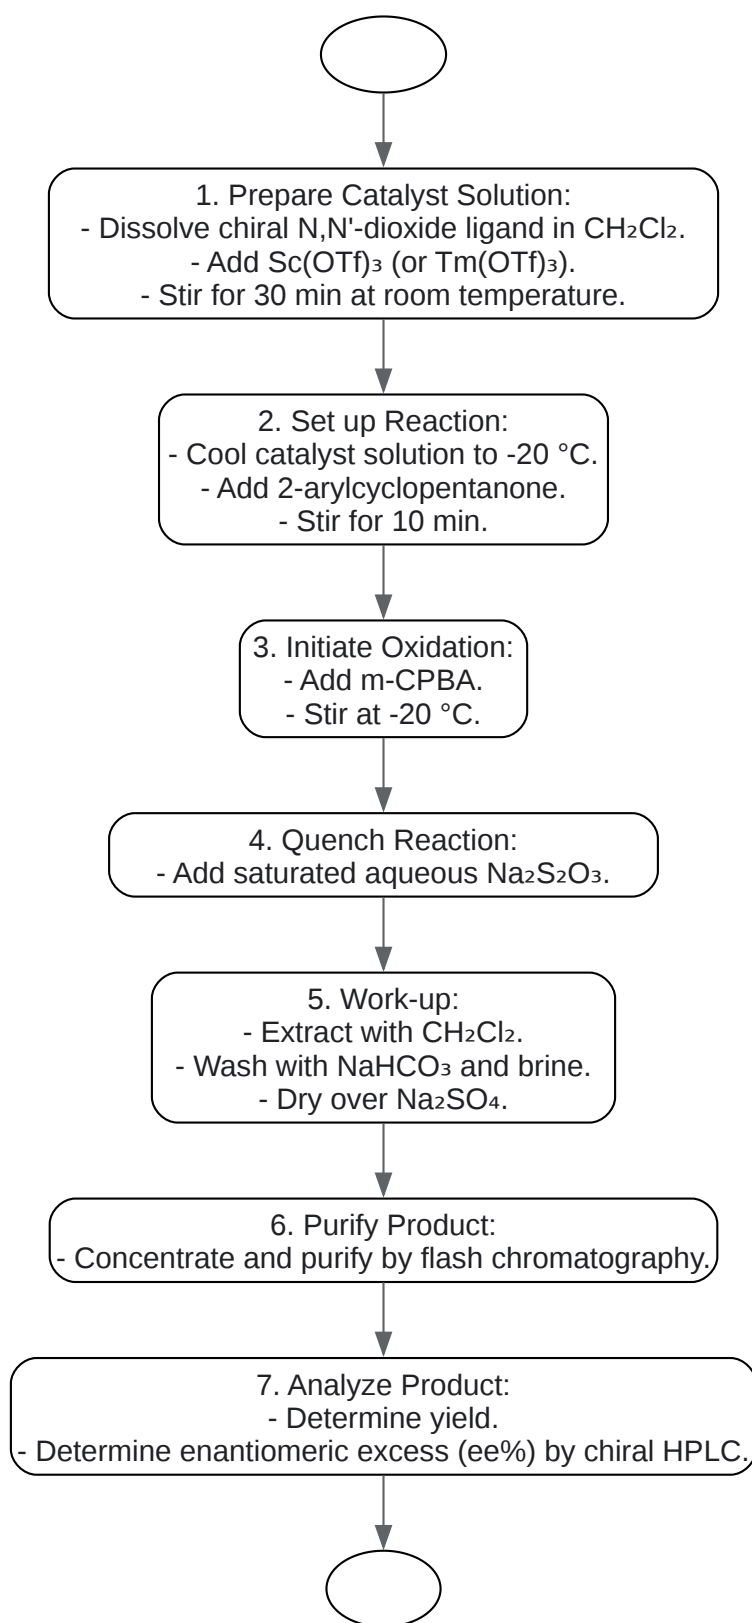 1. Prepare Catalyst Solution:
- Dissolve chiral N,N'-dioxide ligand in CH₂Cl₂.
- Add Sc(OTf)₃ (or Tm(OTf)₃).
- Stir for 30 min at room temperature.
2. Set up Reaction:
- Cool catalyst solution to -20 °C.
- Add 2-arylcyclopentanone.
- Stir for 10 min.
3. Initiate Oxidation:
- Add m-CPBA.
- Stir at -20 °C.
4. Quench Reaction:
- Add saturated aqueous Na₂S₂O₃.
5. Work-up:
- Extract with CH₂Cl₂.
- Wash with NaHCO₃ and brine.
- Dry over Na₂SO₄.
6. Purify Product:
- Concentrate and purify by flash chromatography.
7. Analyze Product:
- Determine yield.
- Determine enantiomeric excess (ee%) by chiral HPLC.